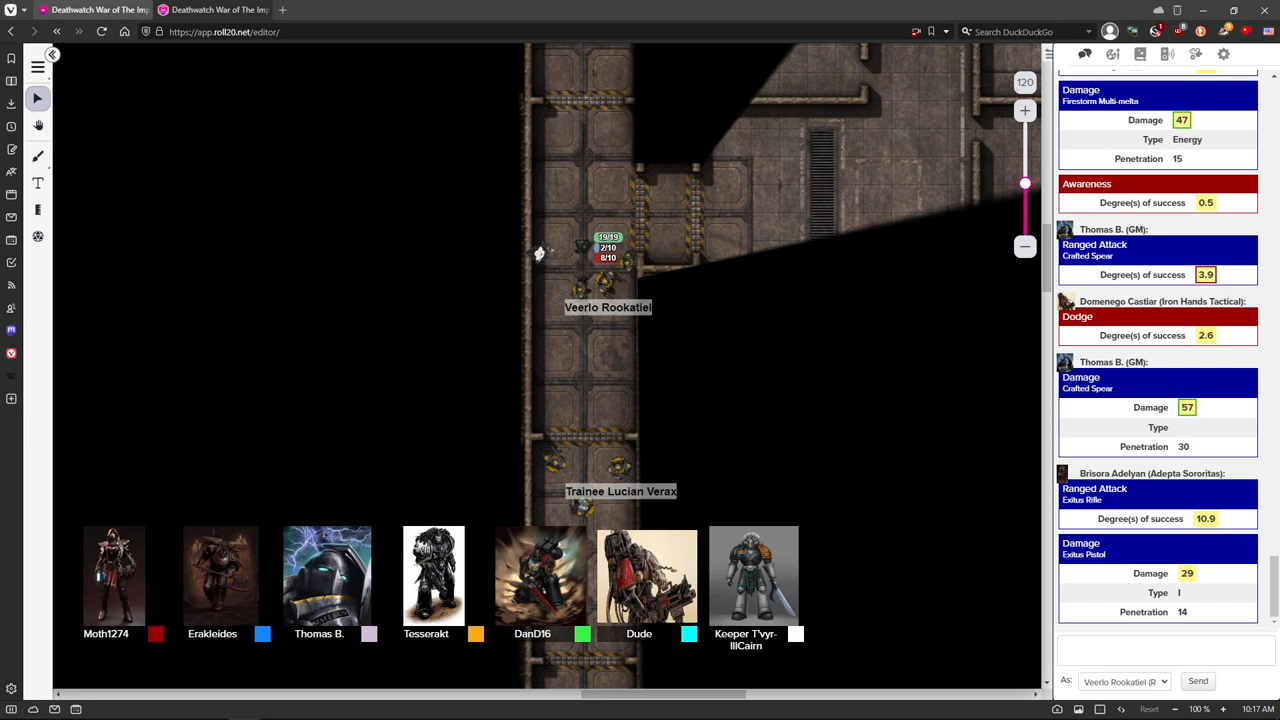 Deathwatch War of The Imp
Deathwatch War of The Imp
https://app.roll20.net/editor/
Search DuckDuckGo
120
19/19
2/10
8/10
Veerlo Rookatiel
Trainee Lucian Verax
Moth1274
Erakleides
Thomas B.
Tesserakt
DanD16
Dude
Keeper T'vyr-
IllCairn
Damage
Firestorm Multi-melta
Damage 47
Type Energy
Penetration 15
Awareness
Degree(s) of success 0.5
Thomas B. (GM):
Ranged Attack
Crafted Spear
Degree(s) of success 3.9
Domenego Castiar (Iron Hands Tactical):
Dodge
Degree(s) of success 2.6
Thomas B. (GM):
Damage
Crafted Spear
Damage 57
Type
Penetration 30
Brisora Adelyan (Adepta Sororitas):
Ranged Attack
Exitus Rifle
Degree(s) of success 10.9
Damage
Exitus Pistol
Damage 29
Type I
Penetration 14
As: Veerlo Rookatiel (R Send
Reset 100 % 10:17 AM